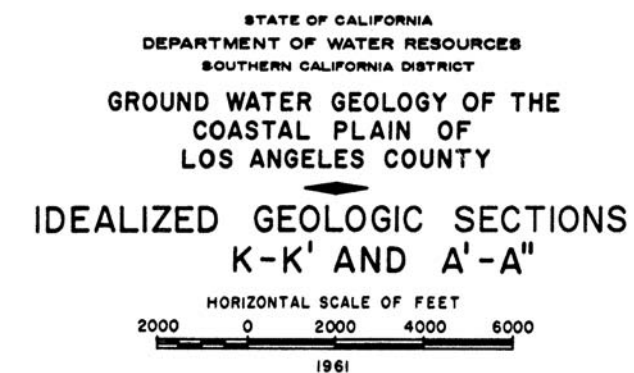 STATE OF CALIFORNIA
DEPARTMENT OF WATER RESOURCES
SOUTHERN CALIFORNIA DISTRICT
GROUND WATER GEOLOGY OF THE
COASTAL PLAIN OF
LOS ANGELES COUNTY
IDEALIZED GEOLOGIC SECTIONS
K-K' AND A'-A"
HORIZONTAL SCALE OF FEET
2000 0 2000 4000 6000
1961